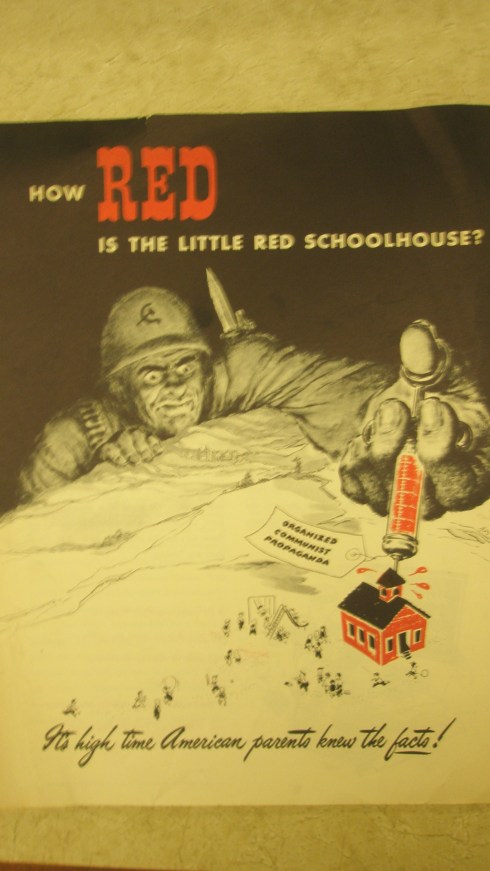 HOW RED
IS THE LITTLE RED SCHOOLHOUSE?
ORGANIZED
COMMUNIST
PROPAGANDA
It's high time American parents knew the facts!